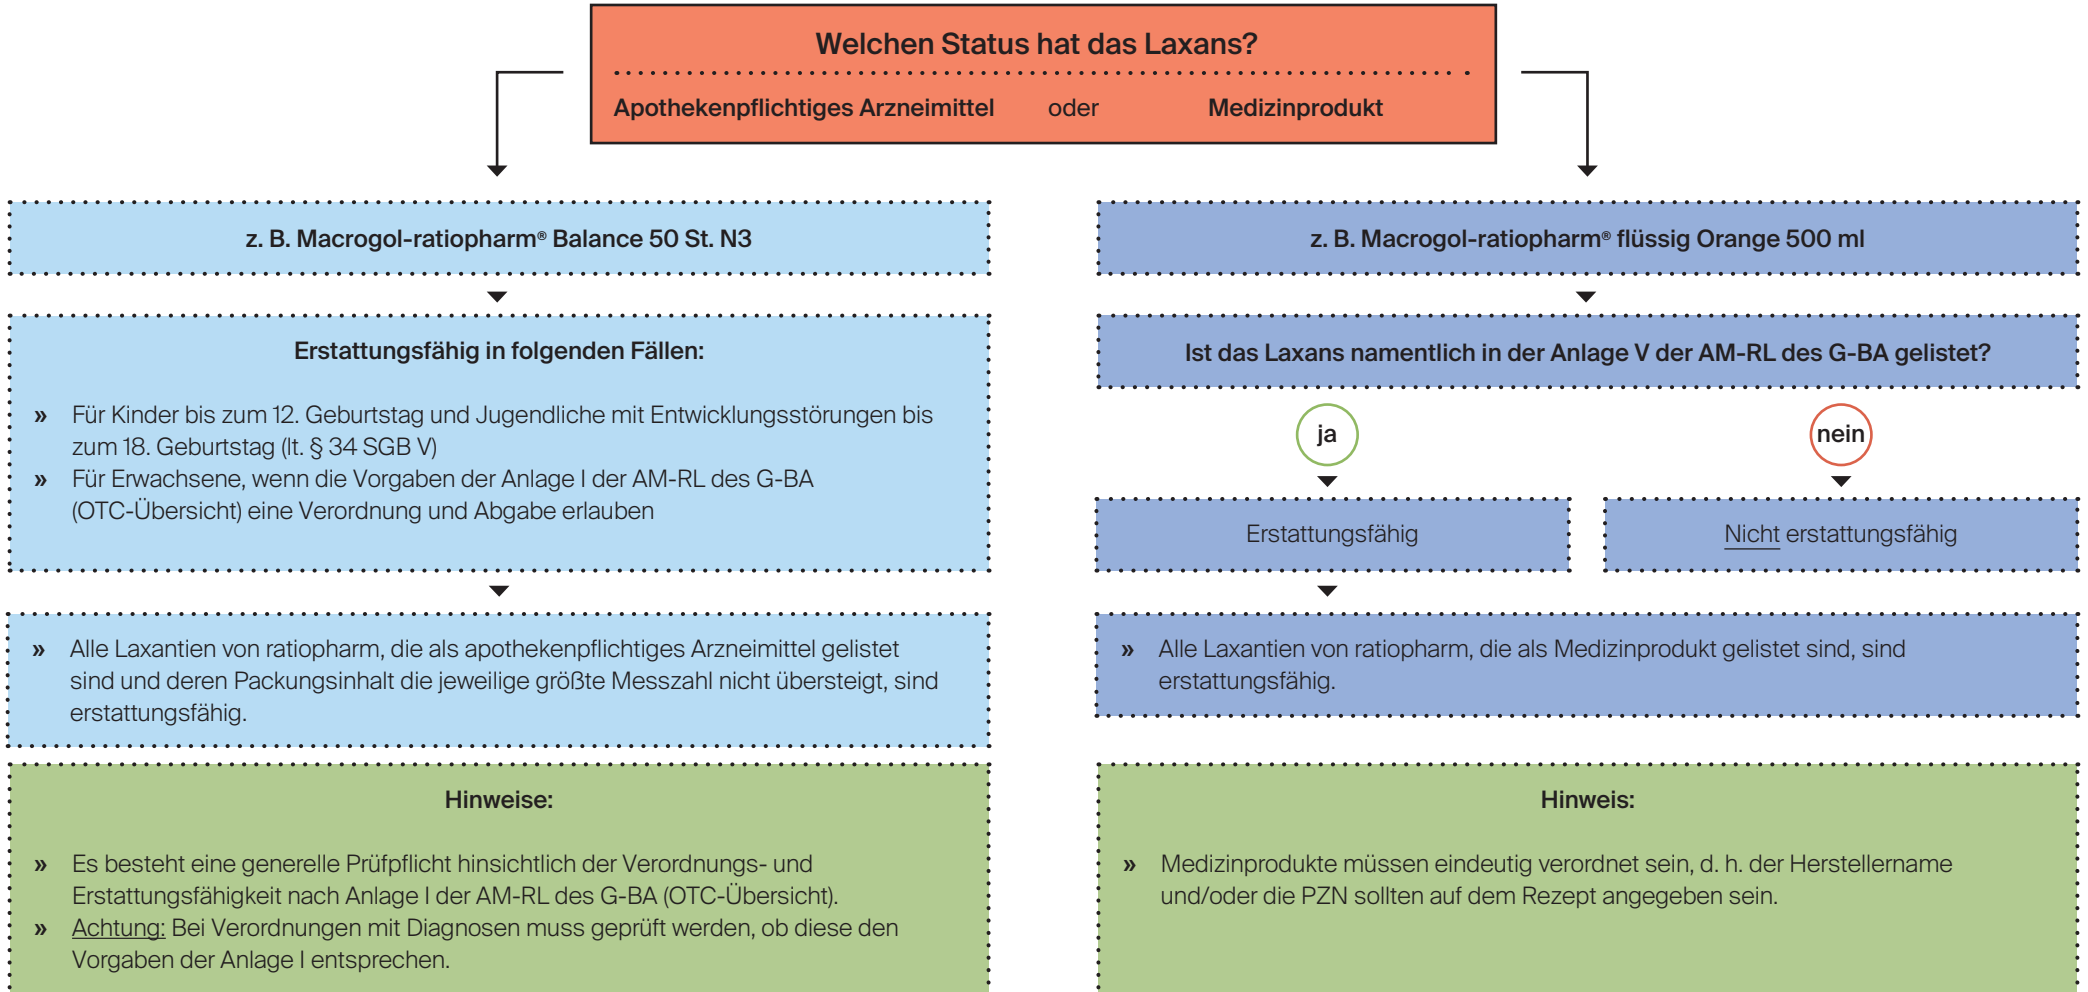 Welchen Status hat das Laxans?
Apothekenpflichtiges Arzneimittel oder Medizinprodukt
z. B. Macrogol-ratiopharm® Balance 50 St. N3
Erstattungsfähig in folgenden Fällen:
» Für Kinder bis zum 12. Geburtstag und Jugendliche mit Entwicklungsstörungen bis
zum 18. Geburtstag (lt. § 34 SGB V)
» Für Erwachsene, wenn die Vorgaben der Anlage I der AM-RL des G-BA
(OTC-Übersicht) eine Verordnung und Abgabe erlauben
» Alle Laxantien von ratiopharm, die als apothekenpflichtiges Arzneimittel gelistet
sind und deren Packungsinhalt die jeweilige größte Messzahl nicht übersteigt, sind
erstattungsfähig.
Hinweise:
» Es besteht eine generelle Prüfpflicht hinsichtlich der Verordnungs- und
Erstattungsfähigkeit nach Anlage I der AM-RL des G-BA (OTC-Übersicht).
» Achtung: Bei Verordnungen mit Diagnosen muss geprüft werden, ob diese den
Vorgaben der Anlage I entsprechen.
z. B. Macrogol-ratiopharm® flüssig Orange 500 ml
Ist das Laxans namentlich in der Anlage V der AM-RL des G-BA gelistet?
ja
nein
Erstattungsfähig
Nicht erstattungsfähig
» Alle Laxantien von ratiopharm, die als Medizinprodukt gelistet sind, sind
erstattungsfähig.
Hinweis:
» Medizinprodukte müssen eindeutig verordnet sein, d. h. der Herstellername
und/oder die PZN sollten auf dem Rezept angegeben sein.